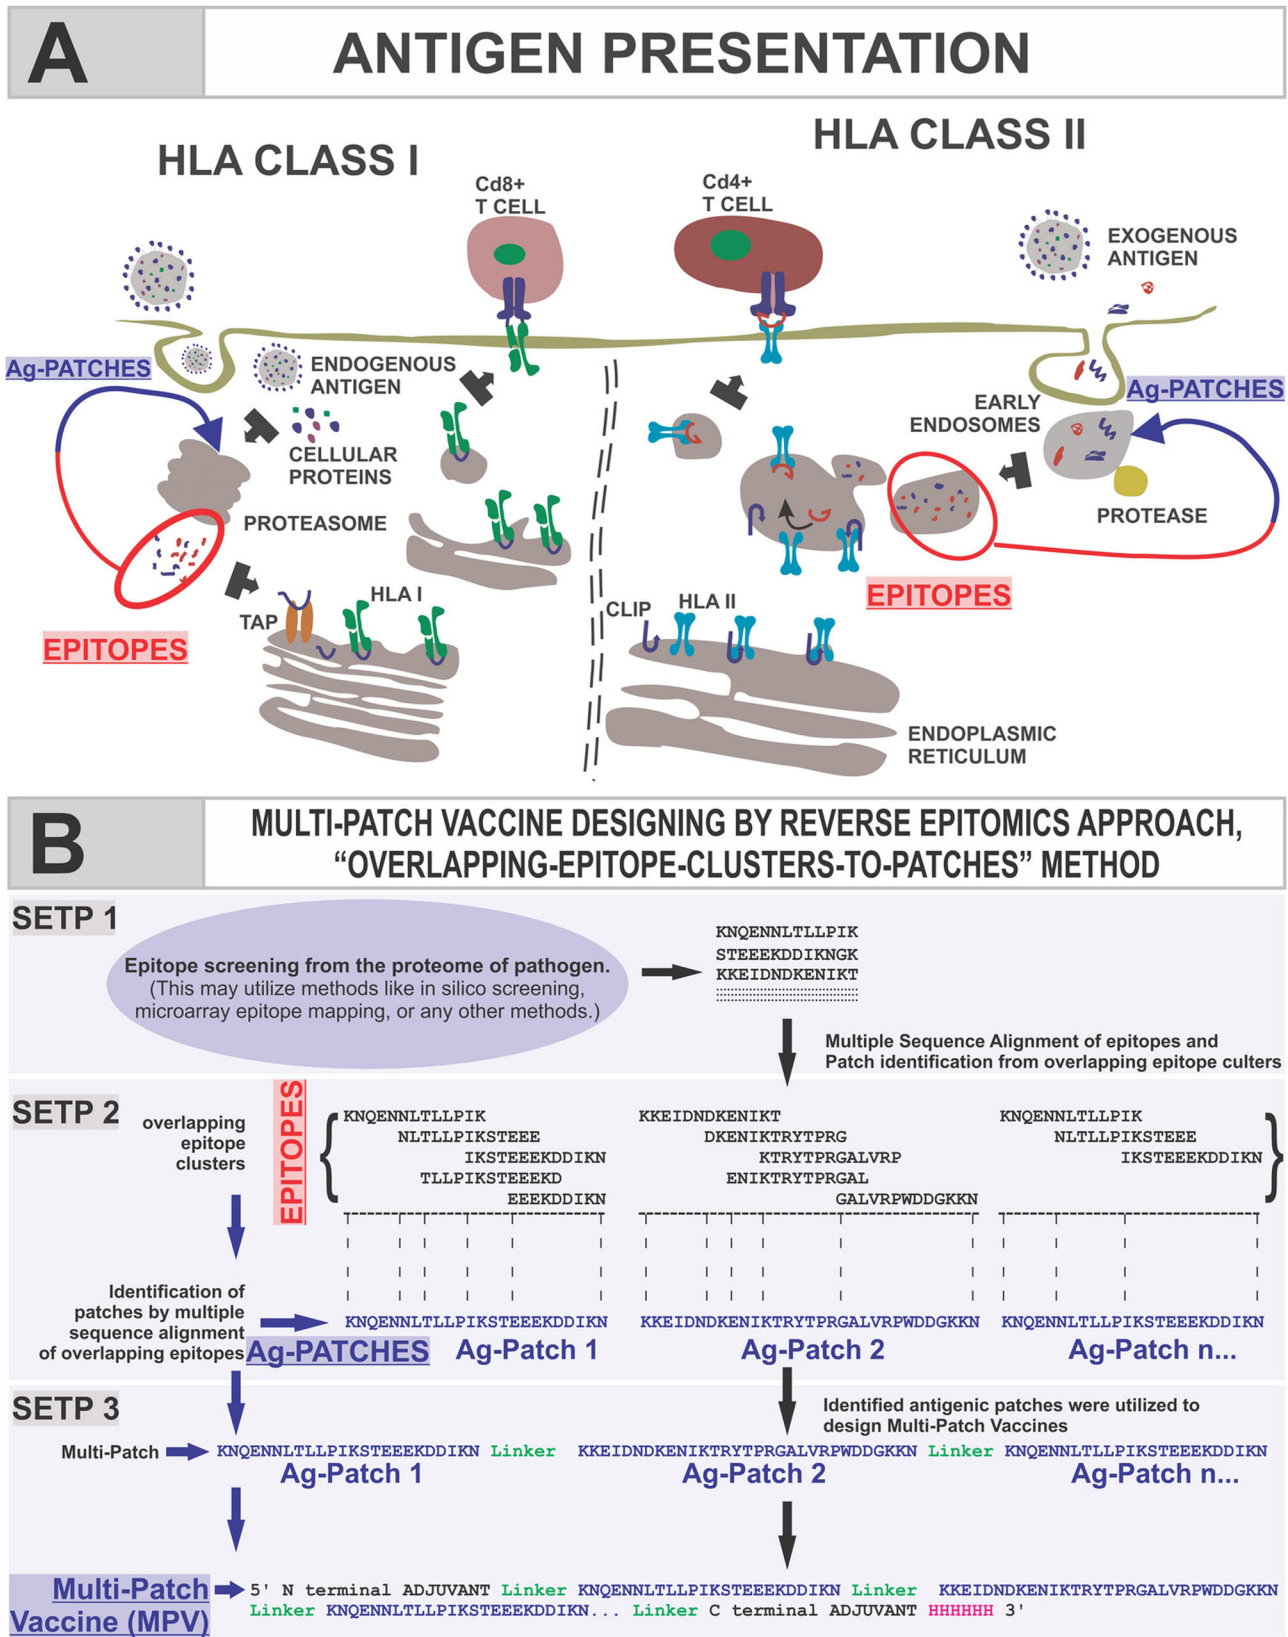 A
ANTIGEN PRESENTATION
HLA CLASS I
HLA CLASS II
Cd8+
T CELL
Cd4+
T CELL
EXOGENOUS
ANTIGEN
Ag-PATCHES
ENDOGENOUS
ANTIGEN
CELLULAR
PROTEINS
PROTEASOME
EPITOPES
TAP
HLA I
Ag-PATCHES
EARLY
ENDOSOMES
PROTEASE
EPITOPES
CLIP
HLA II
ENDOPLASMIC
RETICULUM
B
MULTI-PATCH VACCINE DESIGNING BY REVERSE EPITOMICS APPROACH,
“OVERLAPPING-EPITOPE-CLUSTERS-TO-PATCHES” METHOD
SETP 1
Epitope screening from the proteome of pathogen.
(This may utilize methods like in silico screening,
microarray epitope mapping, or any other methods.)
KNQENNLTLLPIK
STEEEKDDIKNGK
KKEIDNDKENIKT
Multiple Sequence Alignment of epitopes and
Patch identification from overlapping epitope culters
SETP 2
overlapping
epitope
clusters
EPITOPES
KNQENNLTLLPIK
NLTLLPIKSTEEE
IKSTEEEKDDIKN
TLLPIKSTEEEKD
EEEKDDIKN
KKEIDNDKENIKT
DKENIKTRYTPRG
KTRYTPRGALVRP
ENIKTRYTPRGAL
GALVRPWDDGKKN
KNQENNLTLLPIK
NLTLLPIKSTEEE
IKSTEEEKDDIKN
Identification of
patches by multiple
sequence alignment
of overlapping epitopes
Ag-PATCHES
KNQENNLTLLPIKSTEEEKDDIKN
Ag-Patch 1
KKEIDNDKENIKTRYTPRGALVRPWDDGKKN
Ag-Patch 2
KNQENNLTLLPIKSTEEEKDDIKN
Ag-Patch n...
SETP 3
Identified antigenic patches were utilized to
design Multi-Patch Vaccines
Multi-Patch
KNQENNLTLLPIKSTEEEKDDIKN Linker KKEIDNDKENIKTRYTPRGALVRPWDDGKKN Linker KNQENNLTLLPIKSTEEEKDDIKN
Ag-Patch 1
Ag-Patch 2
Ag-Patch n...
Multi-Patch
Vaccine (MPV)
5' N terminal ADJUVANT Linker KNQENNLTLLPIKSTEEEKDDIKN Linker KKEIDNDKENIKTRYTPRGALVRPWDDGKKN
Linker KNQENNLTLLPIKSTEEEKDDIKN... Linker C terminal ADJUVANT HHHHHH 3'